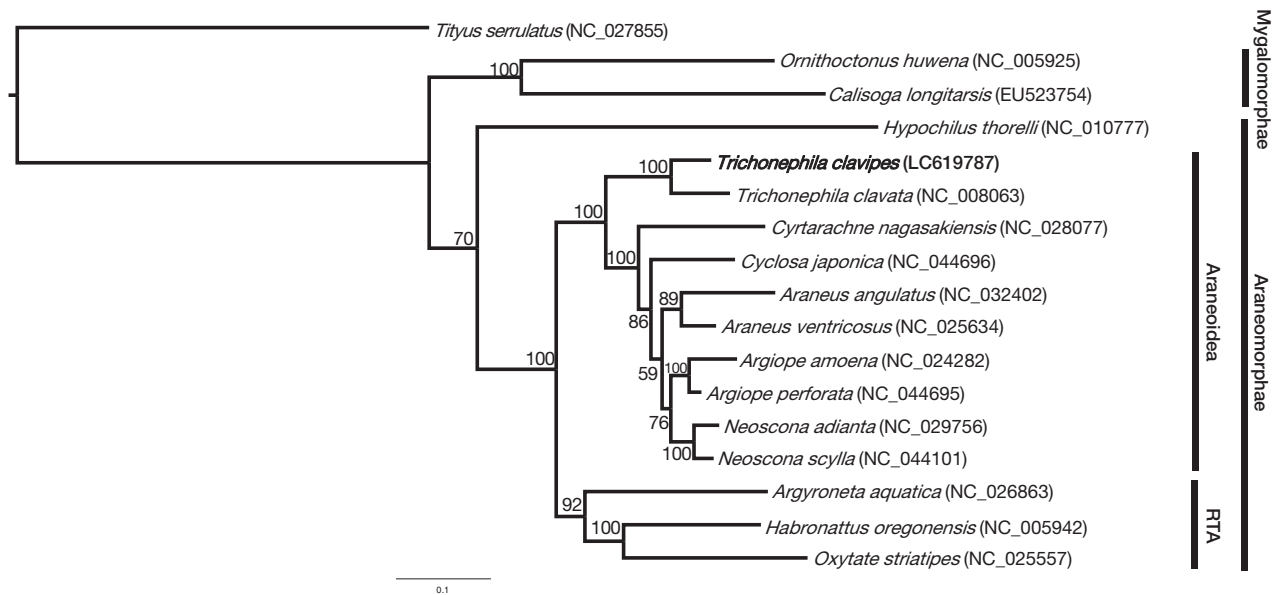 Tityus serrulatus (NC_027855)
100
Ornithoctonus huwena (NC_005925)
Calisoga longitarsis (EU523754)
Hypochilus thorelli (NC_010777)
100
Trichonephila clavipes (LC619787)
Trichonephila clavata (NC_008063)
100
Cyrtarachne nagasakiensis (NC_028077)
70
100
Cyclosa japonica (NC_044696)
89
Araneus angulatus (NC_032402)
86
Araneus ventricosus (NC_025634)
100
Argiope amoena (NC_024282)
59
100
Argiope perforata (NC_044695)
76
Neoscona adianta (NC_029756)
100
Neoscona scylla (NC_044101)
Argyroneta aquatica (NC_026863)
92
100
Habronattus oregonensis (NC_005942)
Oxytate striatipes (NC_025557)
0.1
Mygalomorphae
Araneomorphae
Araneoidea
RTA